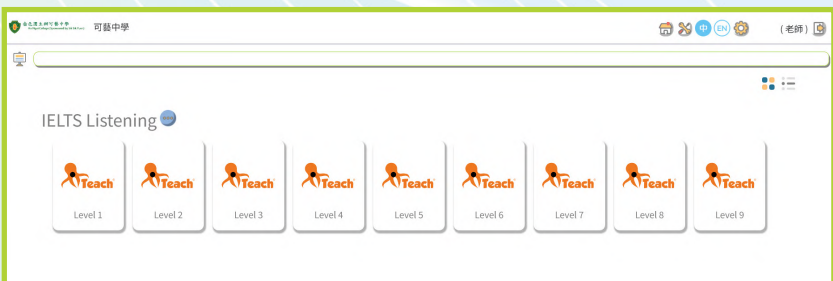 可藝中學
中 EN (老師)
IELTS Listening
Teach Teach Teach Teach Teach Teach Teach Teach Teach
Level 1 Level 2 Level 3 Level 4 Level 5 Level 6 Level 7 Level 8 Level 9